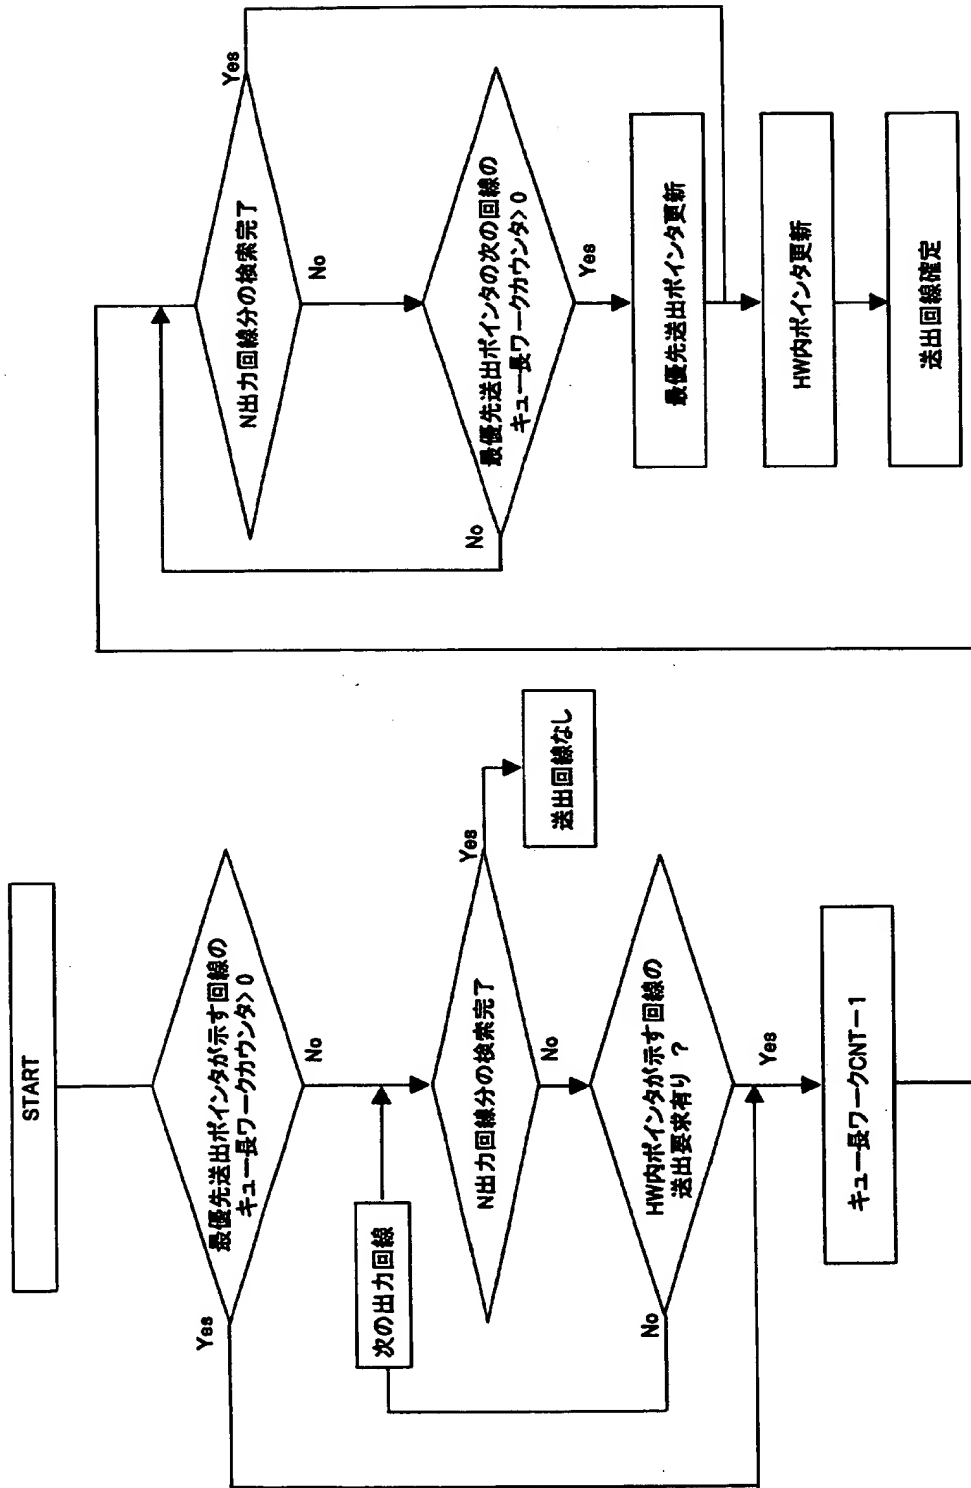 START
最優先送出ポインタが示す回線の
キュー長ワークカウンタ>0
Yes
No
次の出力回線
N出力回線分の検索完了
Yes
No
送出回線なし
HW内ポインタが示す回線の
送出要求有り ?
No
Yes
キュー長ワークCNT-1
N出力回線分の検索完了
Yes
No
最優先送出ポインタの次の回線の
キュー長ワークカウンタ>0
No
Yes
最優先送出ポインタ更新
HW内ポインタ更新
送出回線確定